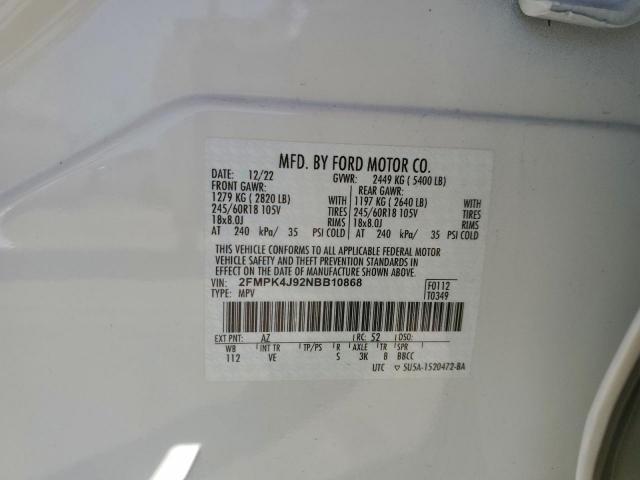 MFD. BY FORD MOTOR CO.
DATE: 12/22 GVWR: 2449 KG ( 5400 LB)
FRONT GAWR: REAR GAWR:
1279 KG ( 2820 LB) WITH 1197 KG ( 2640 LB) WITH
245/60R18 105V TIRES 245/60R18 105V TIRES
18x8.0J RIMS 18x8.0J RIMS
AT 240 kPa/ 35 PSI COLD AT 240 kPa/ 35 PSI COLD
THIS VEHICLE CONFORMS TO ALL APPLICABLE FEDERAL MOTOR
VEHICLE SAFETY AND THEFT PREVENTION STANDARDS IN
EFFECT ON THE DATE OF MANUFACTURE SHOWN ABOVE.
VIN: 2FMPK4J92NBB10868 F0112
TYPE: MPV T0349
EXT PNT: AZ RC: 52 DSO:
WB INT TR TP/PS R AXLE TR SPR
112 VE S 3K 8 BBCC
UTC ▽ 5U5A-1520472-BA